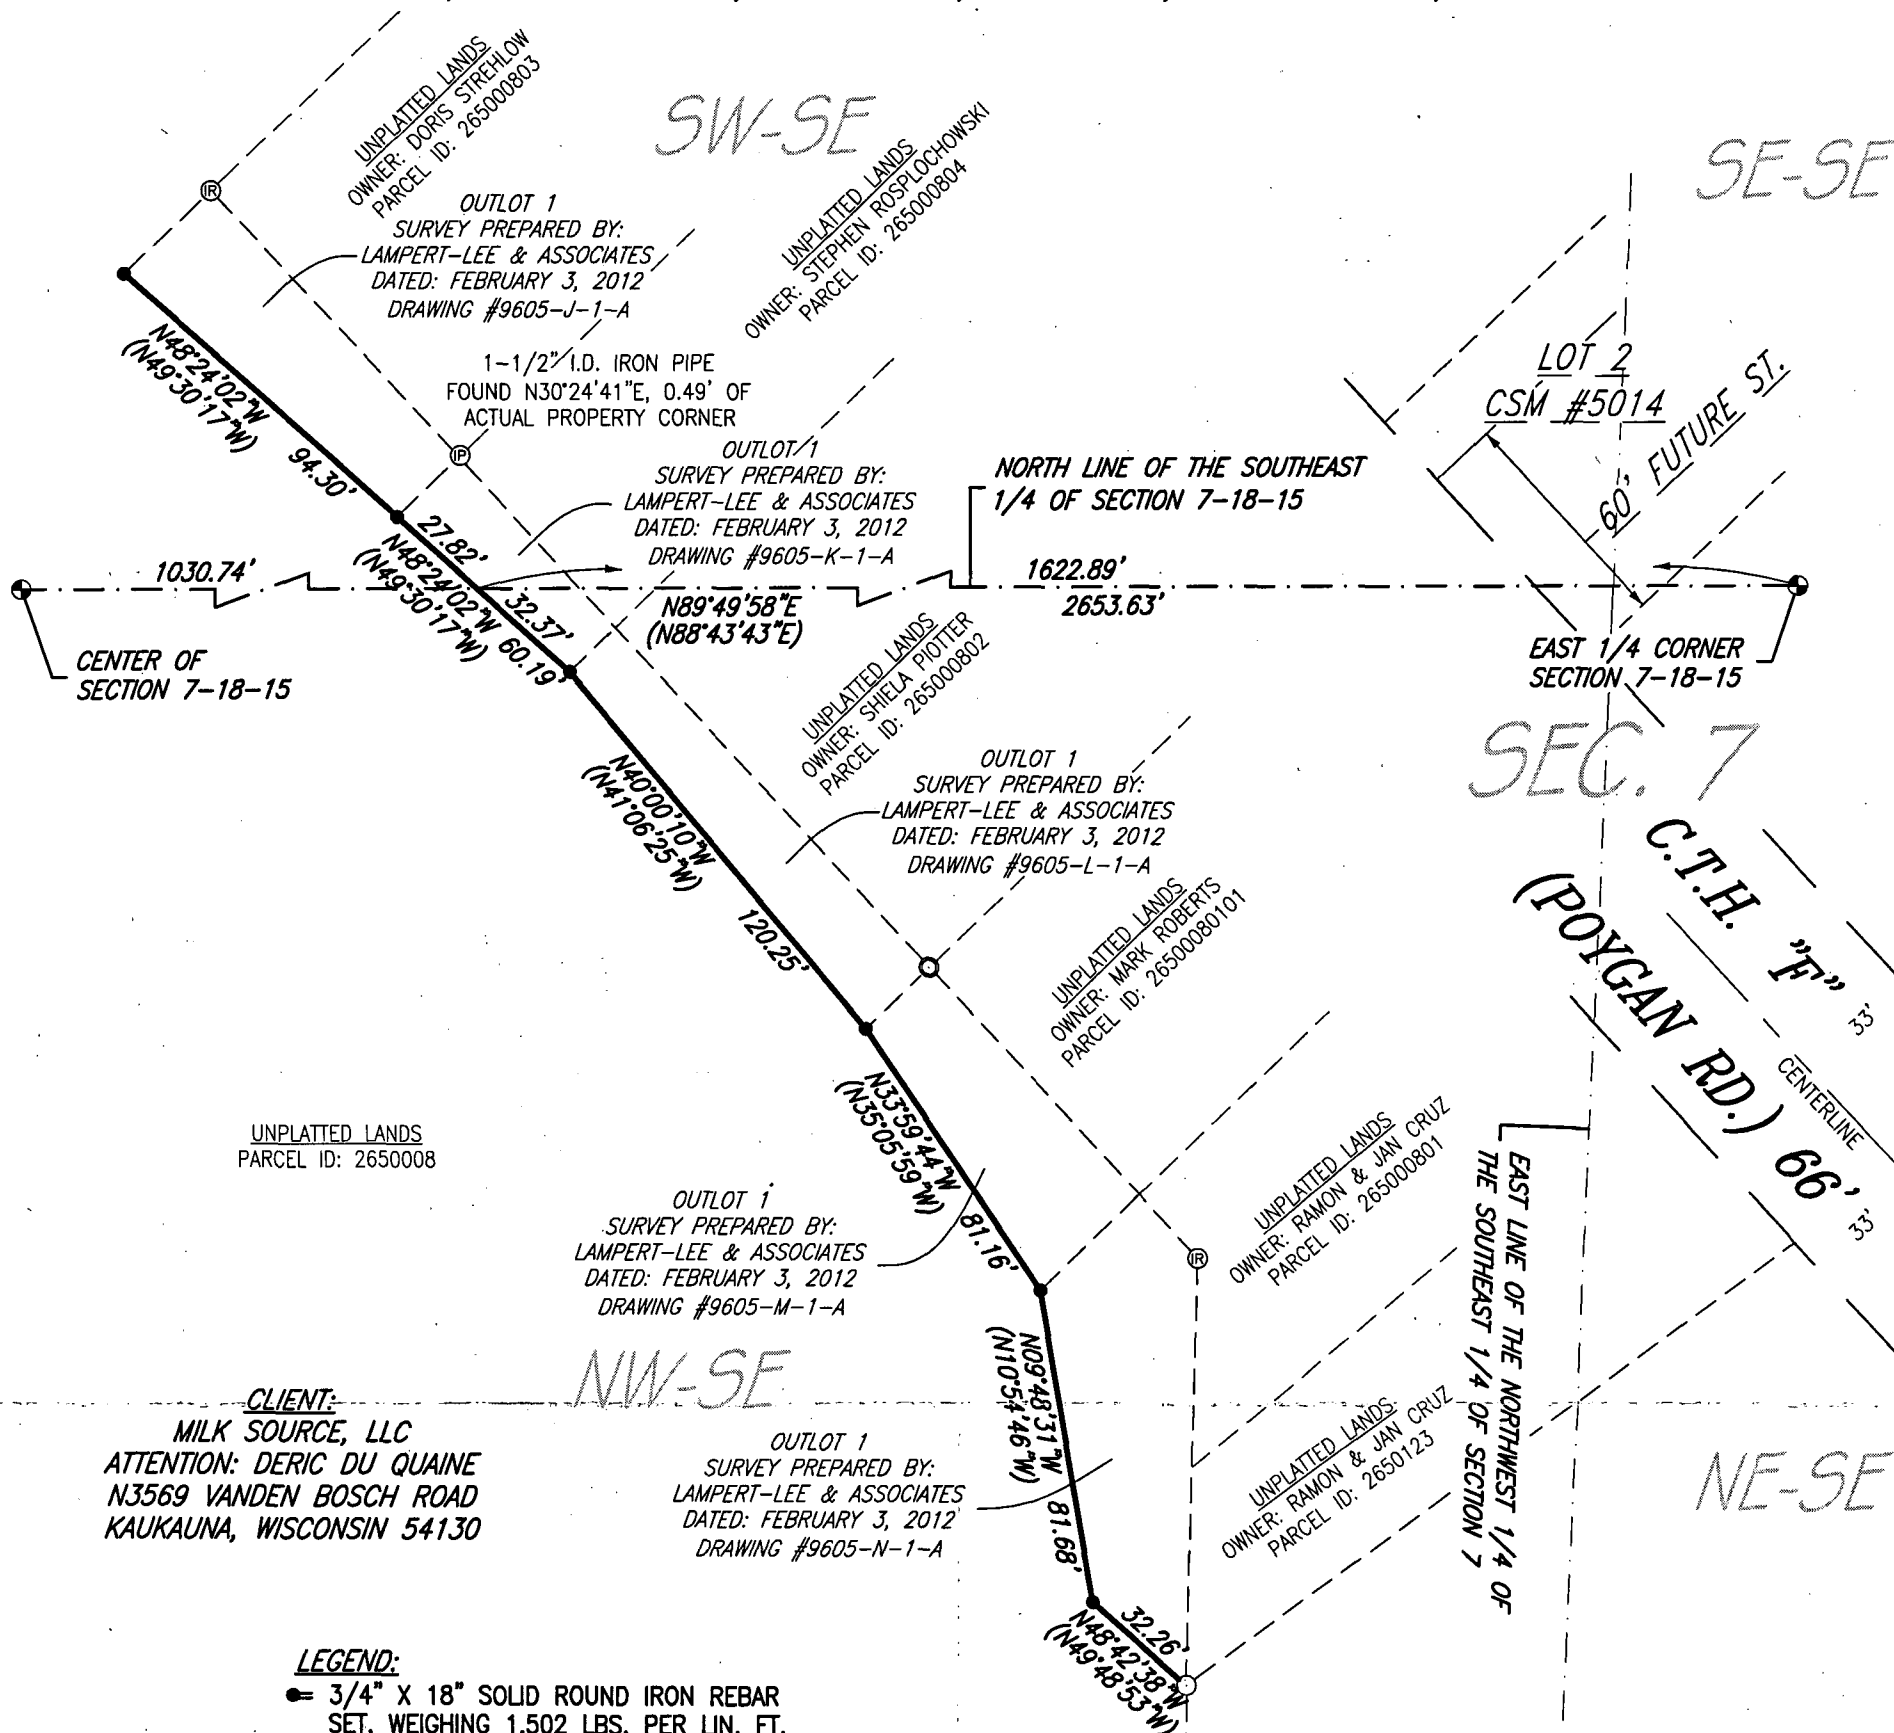 UNPLATTED LANDS
OWNER: DORIS STREHLOW
PARCEL ID: 265000803
SW-SE
SE-SE
OUTLOT 1
SURVEY PREPARED BY:
LAMPERT-LEE & ASSOCIATES
DATED: FEBRUARY 3, 2012
DRAWING #9605-J-1-A
UNPLATTED LANDS
OWNER: STEPHEN ROSPLOCHOWSKI
PARCEL ID: 265000804
IR
N48°24'02"W
(N49°30'17"W)
94.30'
1-1/2" I.D. IRON PIPE
FOUND N30°24'41"E, 0.49' OF
ACTUAL PROPERTY CORNER
IP
LOT 2
CSM #5014
60' FUTURE ST.
OUTLOT 1
SURVEY PREPARED BY:
LAMPERT-LEE & ASSOCIATES
DATED: FEBRUARY 3, 2012
DRAWING #9605-K-1-A
NORTH LINE OF THE SOUTHEAST
1/4 OF SECTION 7-18-15
1030.74'
27.82'
N48°24'02"W
(N49°30'17"W)
32.37'
60.19'
N89°49'58"E
(N88°43'43"E)
1622.89'
2653.63'
CENTER OF
SECTION 7-18-15
EAST 1/4 CORNER
SECTION 7-18-15
UNPLATTED LANDS
OWNER: SHIELA PIOTTER
PARCEL ID: 265000802
SEC. 7
N40°00'10"W
(N41°06'25"W)
120.25'
OUTLOT 1
SURVEY PREPARED BY:
LAMPERT-LEE & ASSOCIATES
DATED: FEBRUARY 3, 2012
DRAWING #9605-L-1-A
C.T.H. "F"
(POYGAN RD.) 66'
33'
CENTERLINE
33'
UNPLATTED LANDS
OWNER: MARK ROBERTS
PARCEL ID: 26500080101
N33°59'44"W
(N35°05'59"W)
81.16'
UNPLATTED LANDS
PARCEL ID: 2650008
OUTLOT 1
SURVEY PREPARED BY:
LAMPERT-LEE & ASSOCIATES
DATED: FEBRUARY 3, 2012
DRAWING #9605-M-1-A
UNPLATTED LANDS
OWNER: RAMON & JAN CRUZ
PARCEL ID: 265000801
IR
EAST LINE OF THE NORTHWEST 1/4 OF
THE SOUTHEAST 1/4 OF SECTION 7
NW-SE
N09°48'31"W
(N10°54'46"W)
81.68'
CLIENT:
MILK SOURCE, LLC
ATTENTION: DERIC DU QUAINE
N3569 VANDEN BOSCH ROAD
KAUKAUNA, WISCONSIN 54130
OUTLOT 1
SURVEY PREPARED BY:
LAMPERT-LEE & ASSOCIATES
DATED: FEBRUARY 3, 2012
DRAWING #9605-N-1-A
UNPLATTED LANDS
OWNER: RAMON & JAN CRUZ
PARCEL ID: 2650123
NE-SE
32.26'
N48°42'38"W
(N49°48'53"W)
LEGEND:
= 3/4" X 18" SOLID ROUND IRON REBAR
SET, WEIGHING 1.502 LBS. PER LIN. FT.